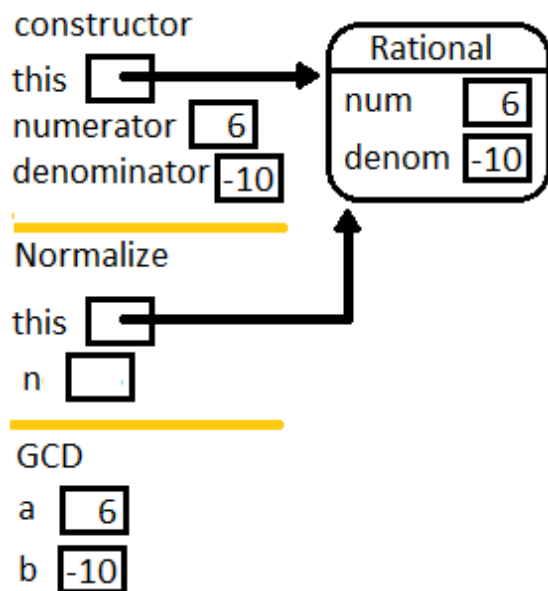 constructor
this
numerator 6
denominator -10
Rational
num 6
denom -10
Normalize
this
n
GCD
a 6
b -10